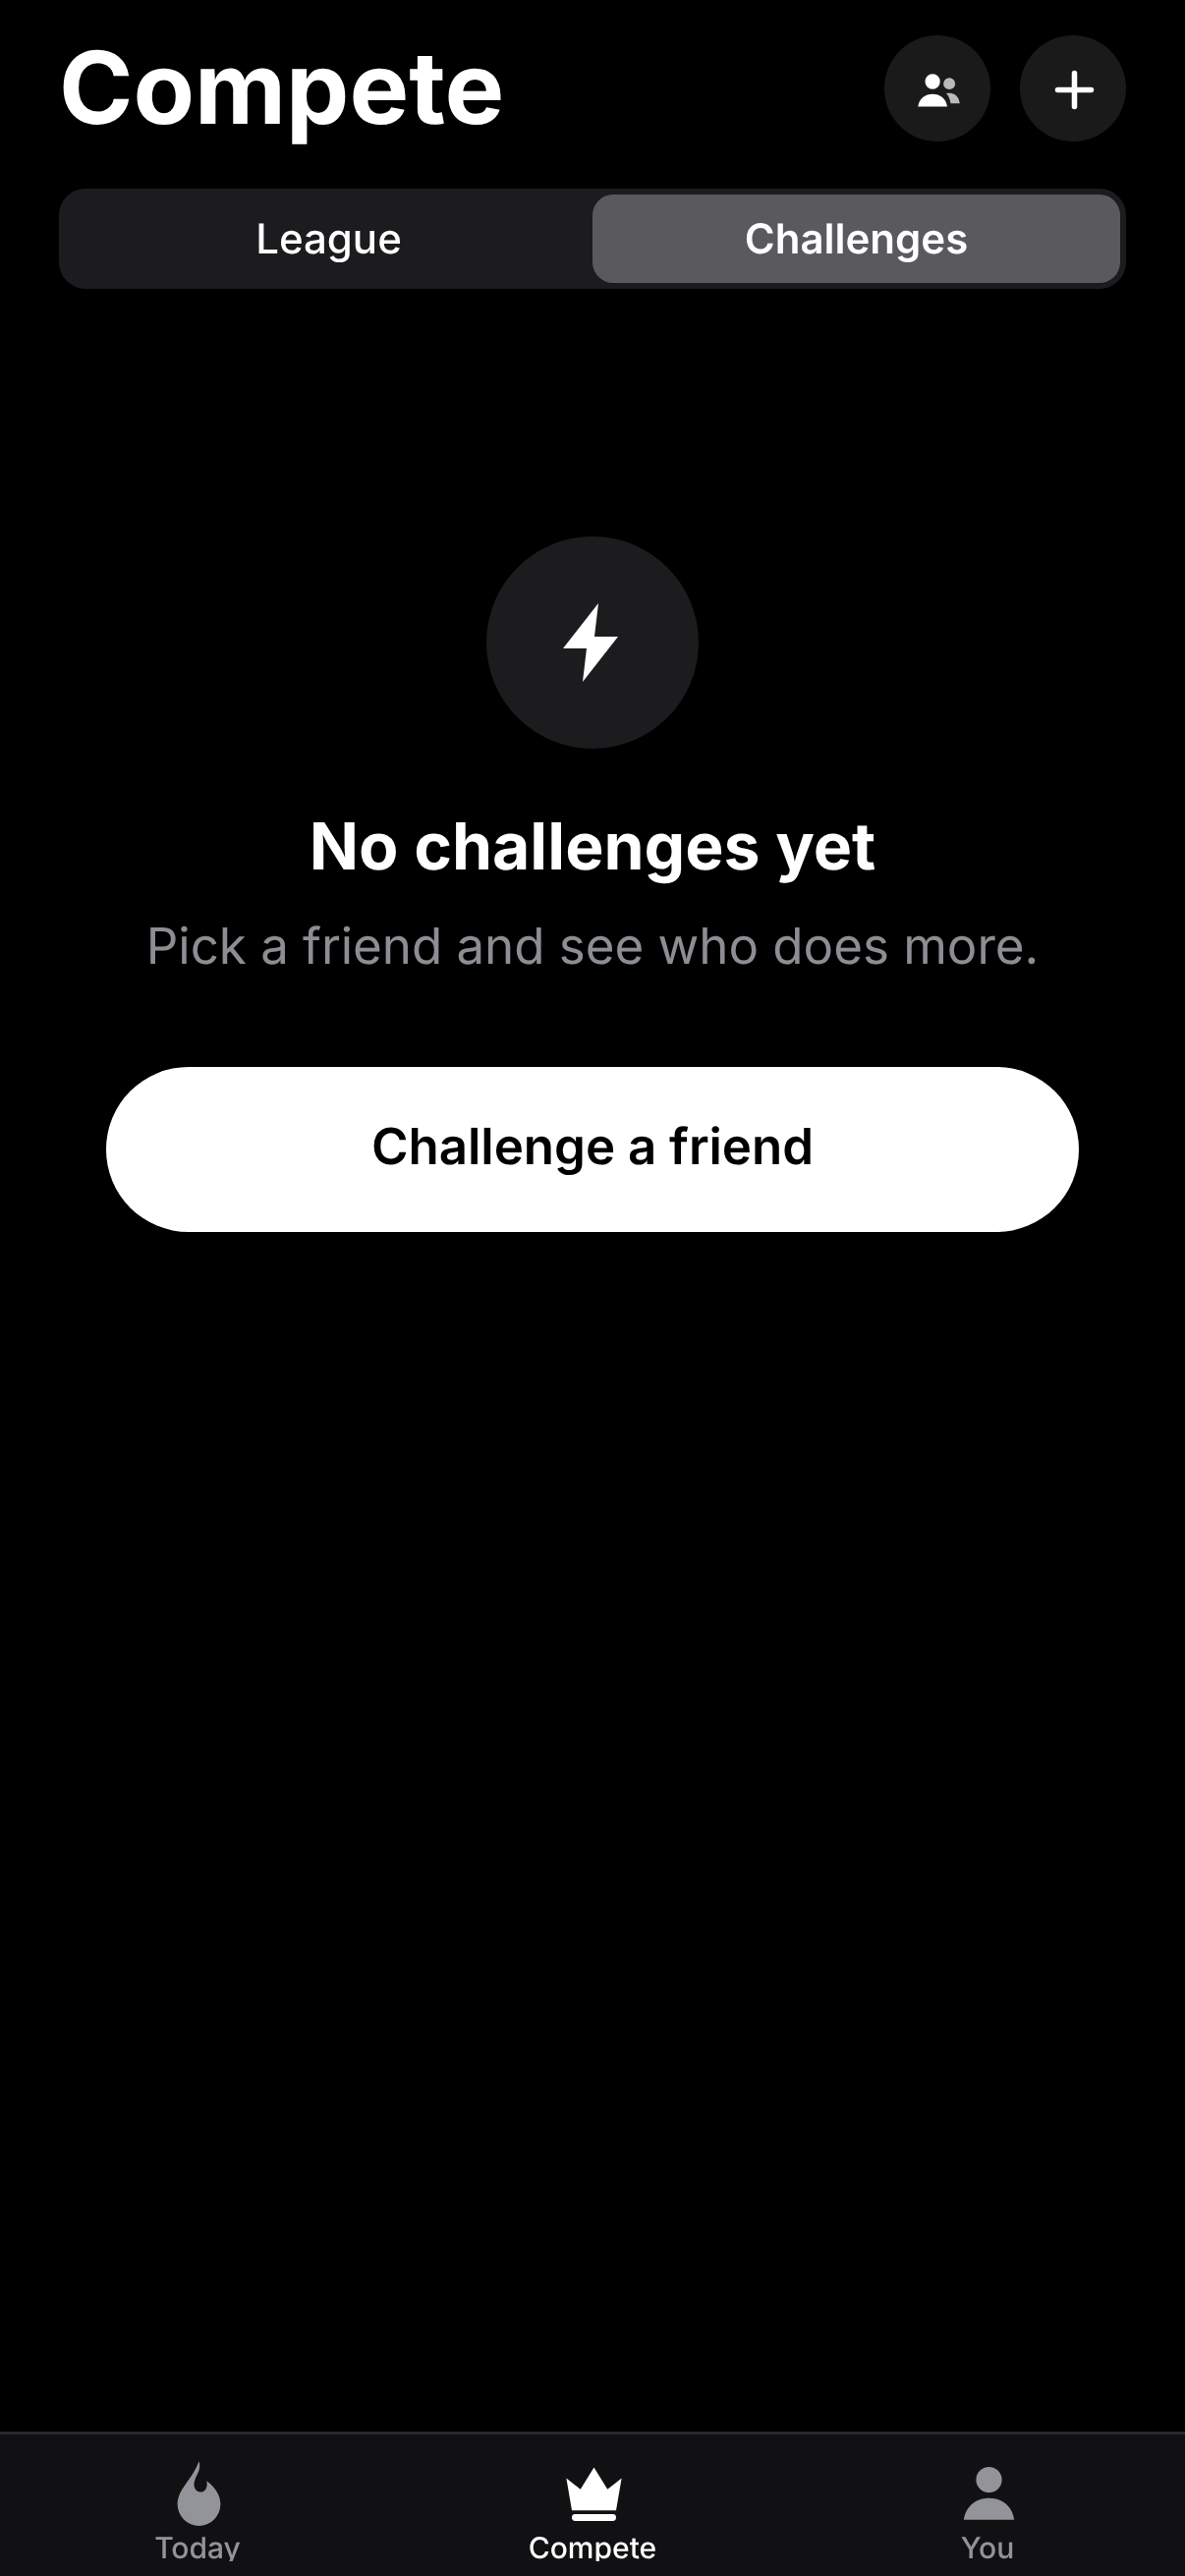 Compete
League
Challenges
No challenges yet
Pick a friend and see who does more.
Challenge a friend
Today
Compete
You